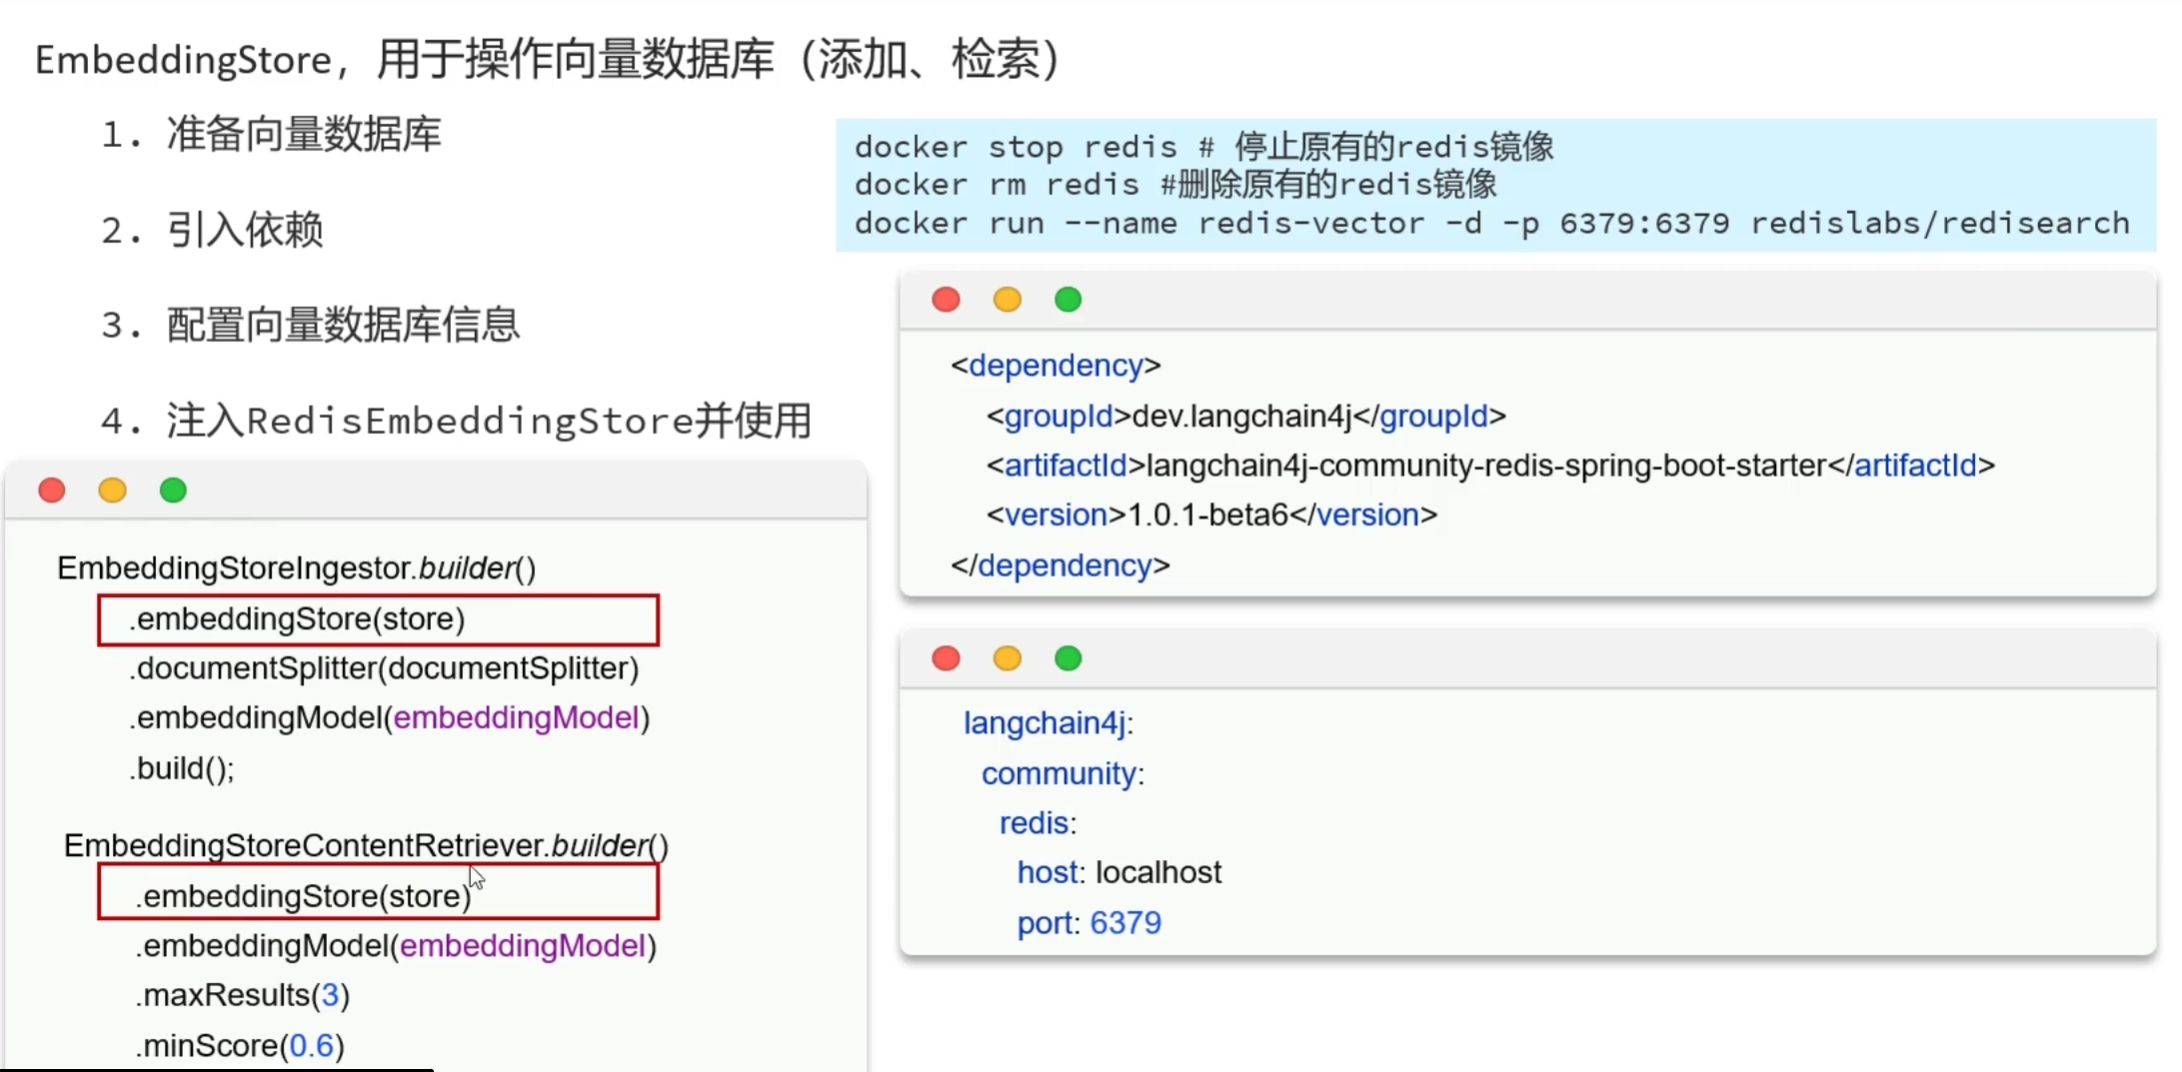 EmbeddingStore，用于操作向量数据库（添加、检索）
1. 准备向量数据库
2. 引入依赖
3. 配置向量数据库信息
4. 注入RedisEmbeddingStore并使用
docker stop redis # 停止原有的redis镜像
docker rm redis #删除原有的redis镜像
docker run --name redis-vector -d -p 6379:6379 redislabs/redisearch
<dependency>
<groupId>dev.langchain4j</groupId>
<artifactId>langchain4j-community-redis-spring-boot-starter</artifactId>
<version>1.0.1-beta6</version>
</dependency>
EmbeddingStoreIngestor.builder()
.embeddingStore(store)
.documentSplitter(documentSplitter)
.embeddingModel(embeddingModel)
.build();
EmbeddingStoreContentRetriever.builder()
.embeddingStore(store)
.embeddingModel(embeddingModel)
.maxResults(3)
.minScore(0.6)
langchain4j:
community:
redis:
host: localhost
port: 6379